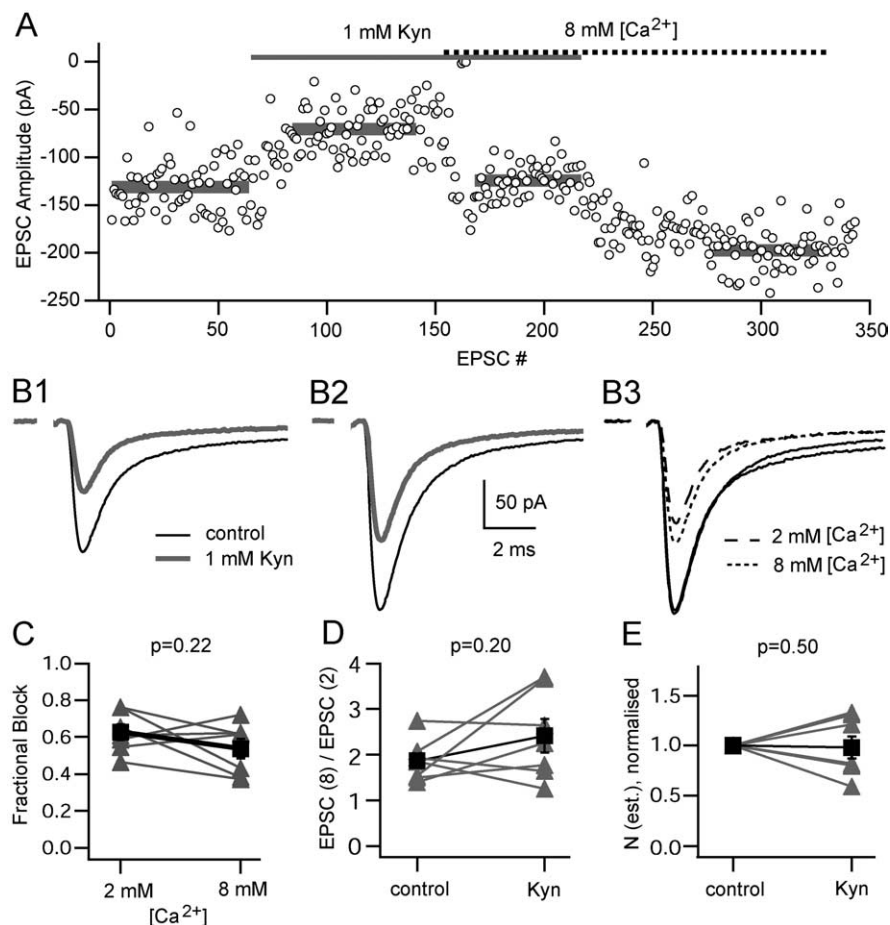 A
1 mM Kyn
8 mM [Ca²⁺]
EPSC Amplitude (pA)
0
-50
-100
-150
-200
-250
0
50
100
150
200
250
300
350
EPSC #
B1
control
1 mM Kyn
B2
50 pA
2 ms
B3
2 mM [Ca²⁺]
8 mM [Ca²⁺]
C
p=0.22
Fractional Block
1.0
0.8
0.6
0.4
0.2
0.0
2 mM
8 mM
[Ca²⁺]
D
p=0.20
EPSC (8) / EPSC (2)
4
3
2
1
0
control
Kyn
E
p=0.50
N (est.), normalised
1.5
1.0
0.5
0.0
control
Kyn